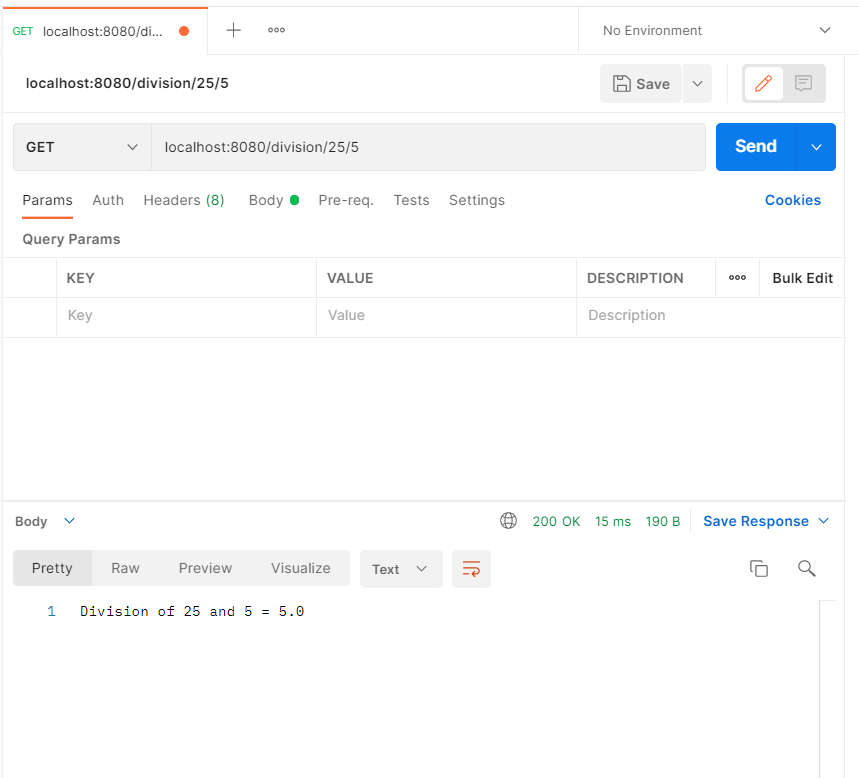 GET localhost:8080/di... No Environment
localhost:8080/division/25/5 Save
GET localhost:8080/division/25/5 Send
Params Auth Headers (8) Body Pre-req. Tests Settings Cookies
Query Params
KEY VALUE DESCRIPTION Bulk Edit
Key Value Description
Body 200 OK 15 ms 190 B Save Response
Pretty Raw Preview Visualize Text
1 Division of 25 and 5 = 5.0